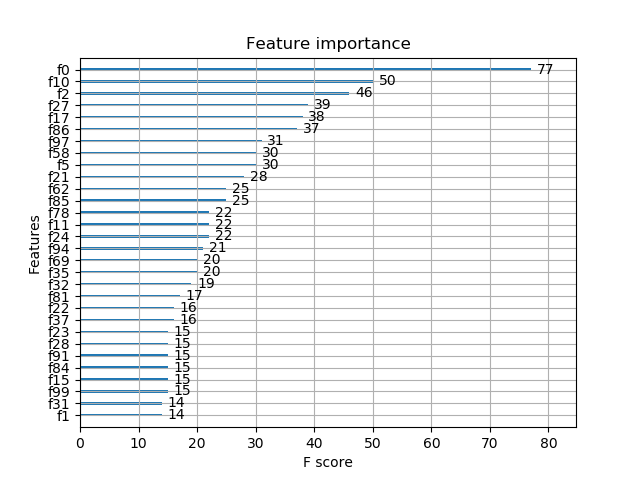 Feature importance
f0 77
f10 50
f2 46
f27 39
f17 38
f86 37
f97 31
f58 30
f5 30
f21 28
f62 25
f85 25
f78 22
f11 22
f24 22
f94 21
f69 20
f35 20
f32 19
f81 17
f22 16
f37 16
f23 15
f28 15
f91 15
f84 15
f15 15
f99 15
f31 14
f1 14
Features
0 10 20 30 40 50 60 70 80
F score